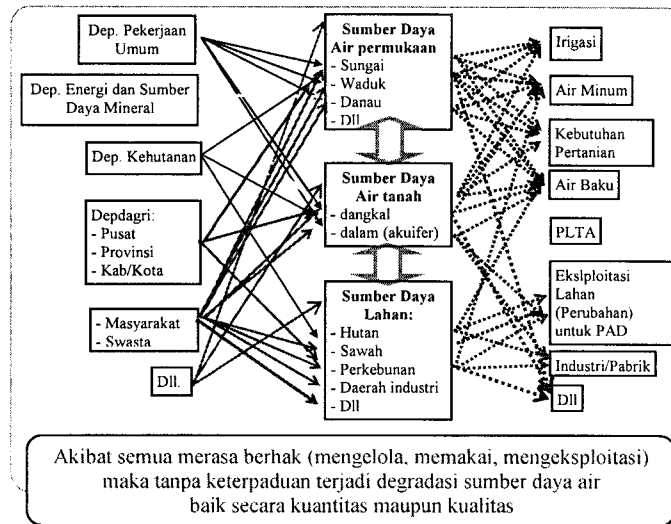 Dep. Pekerjaan
Umum
Dep. Energi dan Sumber
Daya Mineral
Dep. Kehutanan
Depdagri:
- Pusat
- Provinsi
- Kab/Kota
- Masyarakat
- Swasta
Dll.
Sumber Daya
Air permukaan
- Sungai
- Waduk
- Danau
- Dll
Sumber Daya
Air tanah
- dangkal
- dalam (akuifer)
Sumber Daya
Lahan:
- Hutan
- Sawah
- Perkebunan
- Daerah industri
- Dll
Irigasi
Air Minum
Kebutuhan
Pertanian
Air Baku
PLTA
Ekslploitasi
Lahan
(Perubahan)
untuk PAD
Industri/Pabrik
Dll
Akibat semua merasa berhak (mengelola, memakai, mengeksploitasi)
maka tanpa keterpaduan terjadi degradasi sumber daya air
baik secara kuantitas maupun kualitas